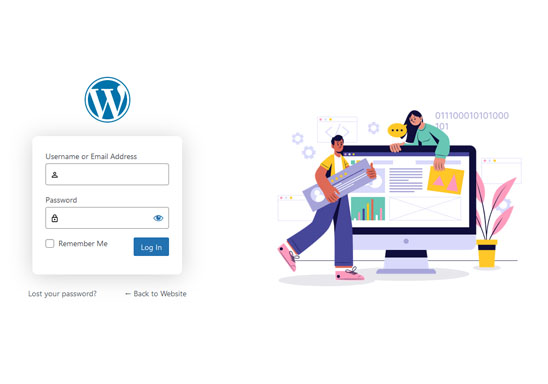 W
Username or Email Address
Password
Remember Me
Log In
Lost your password?
← Back to Website
011100010101000
101
</>